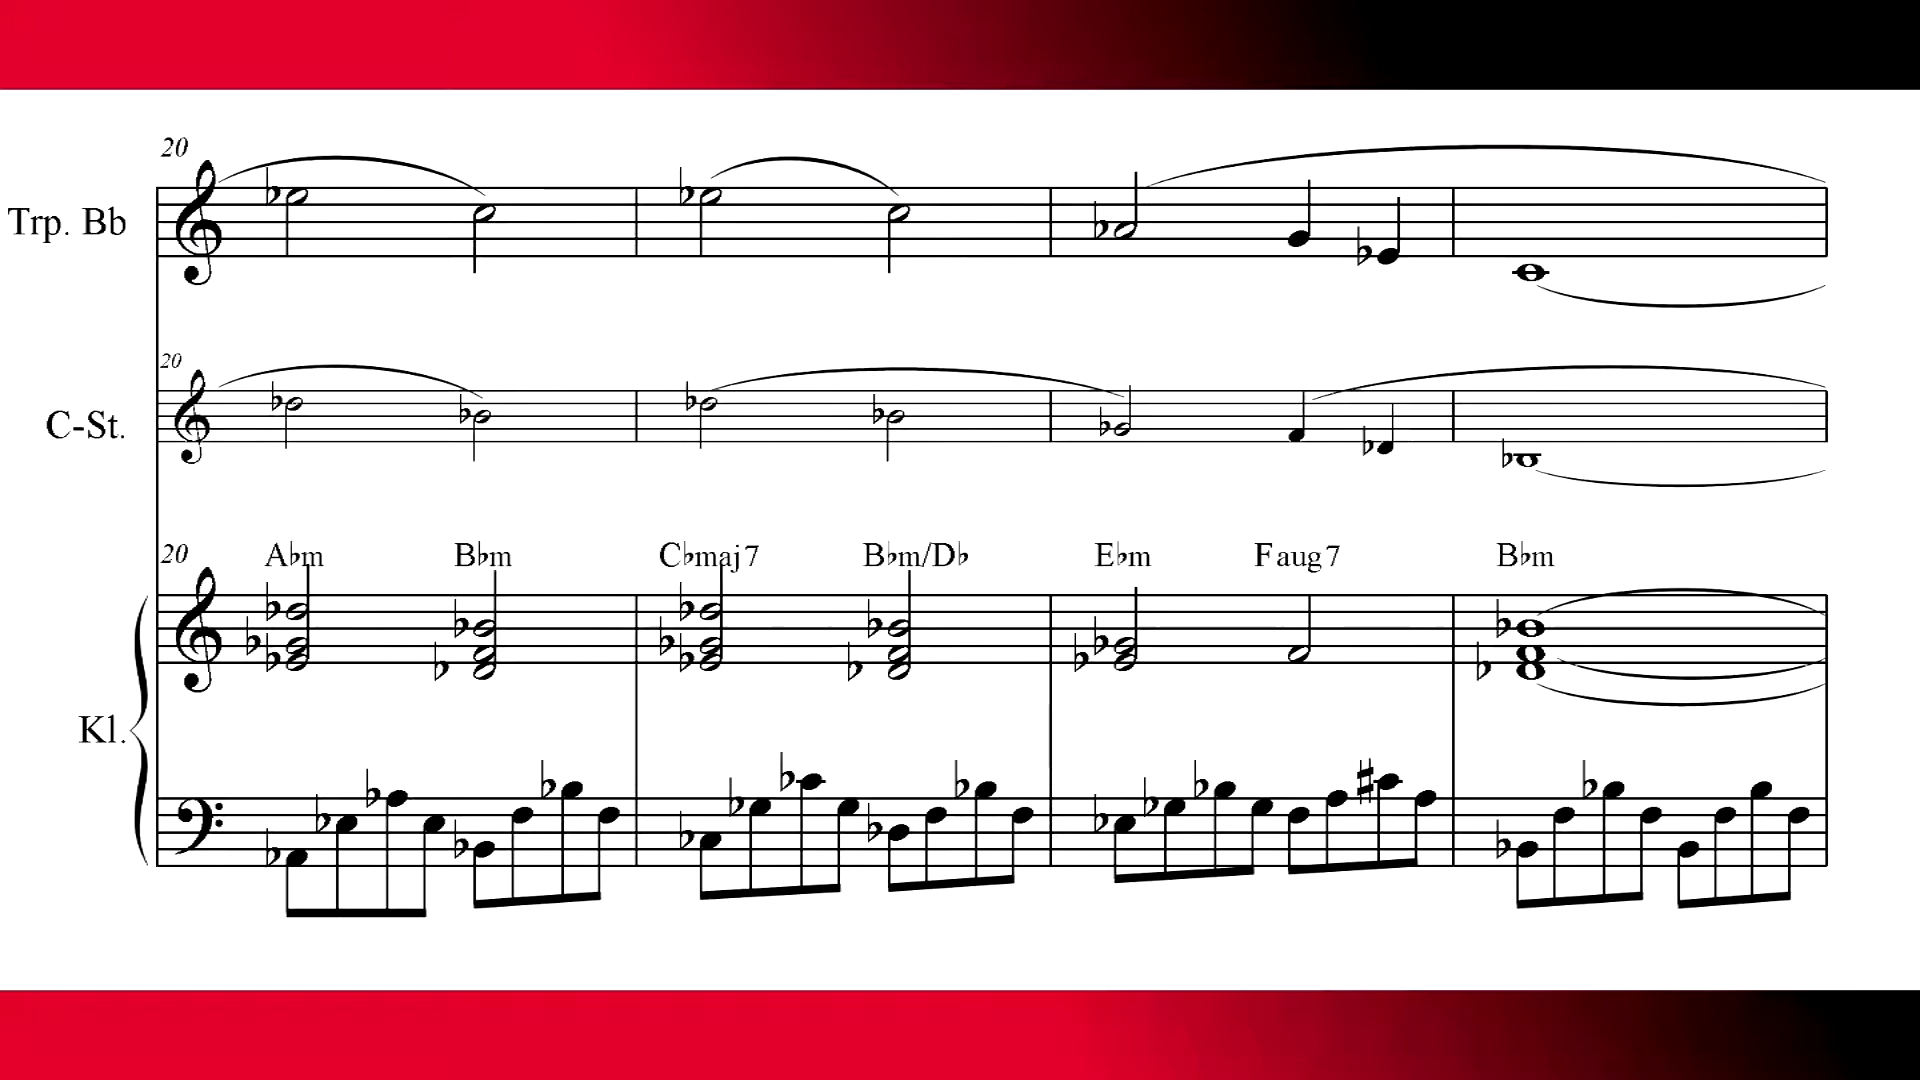 20
Trp. Bb
20
C-St.
20 A♭m B♭m C♭maj7 B♭m/D♭ E♭m Faug7 B♭m
Kl.